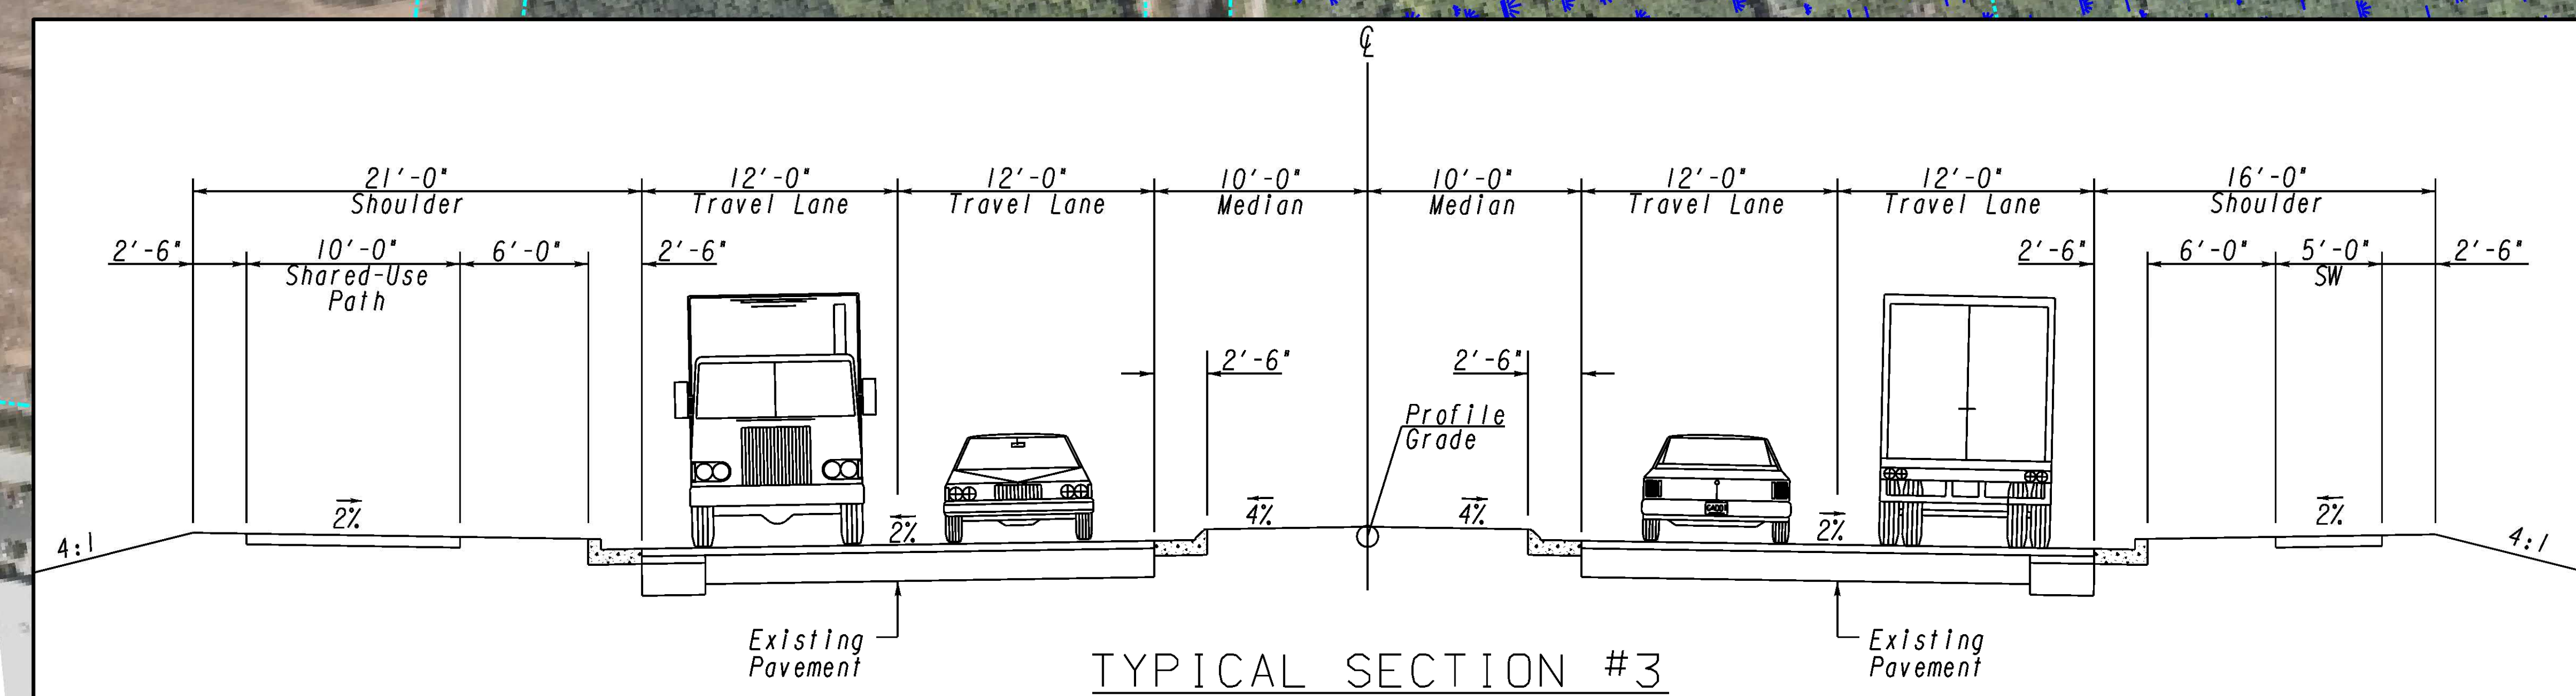 ℄
21'-0" 12'-0" 12'-0" 10'-0" 10'-0" 12'-0" 12'-0" 16'-0"
Shoulder Travel Lane Travel Lane Median Median Travel Lane Travel Lane Shoulder
2'-6" 10'-0" 6'-0" 2'-6" 2'-6" 6'-0" 5'-0" 2'-6"
Shared-Use SW
Path
2'-6" 2'-6"
Profile
Grade
4:1 2% 2% 4% 4% 2% 2% 4:1
Existing Existing
Pavement Pavement
TYPICAL SECTION #3